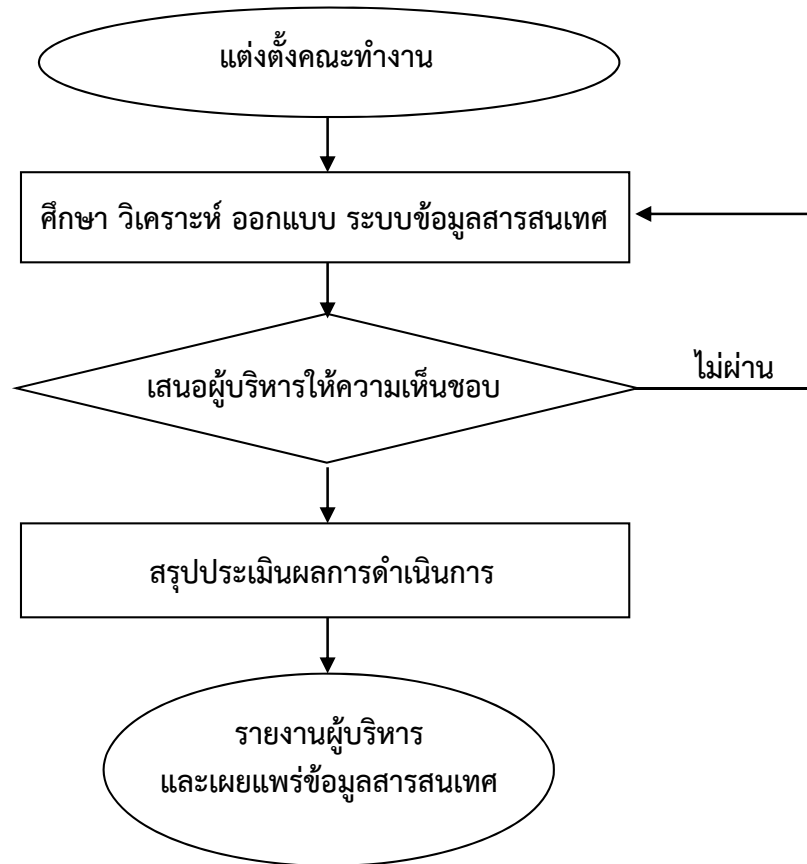 แต่งตั้งคณะทำงาน
ศึกษา วิเคราะห์ ออกแบบ ระบบข้อมูลสารสนเทศ
เสนอผู้บริหารให้ความเห็นชอบ
ไม่ผ่าน
สรุปประเมินผลการดำเนินการ
รายงานผู้บริหาร
และเผยแพร่ข้อมูลสารสนเทศ